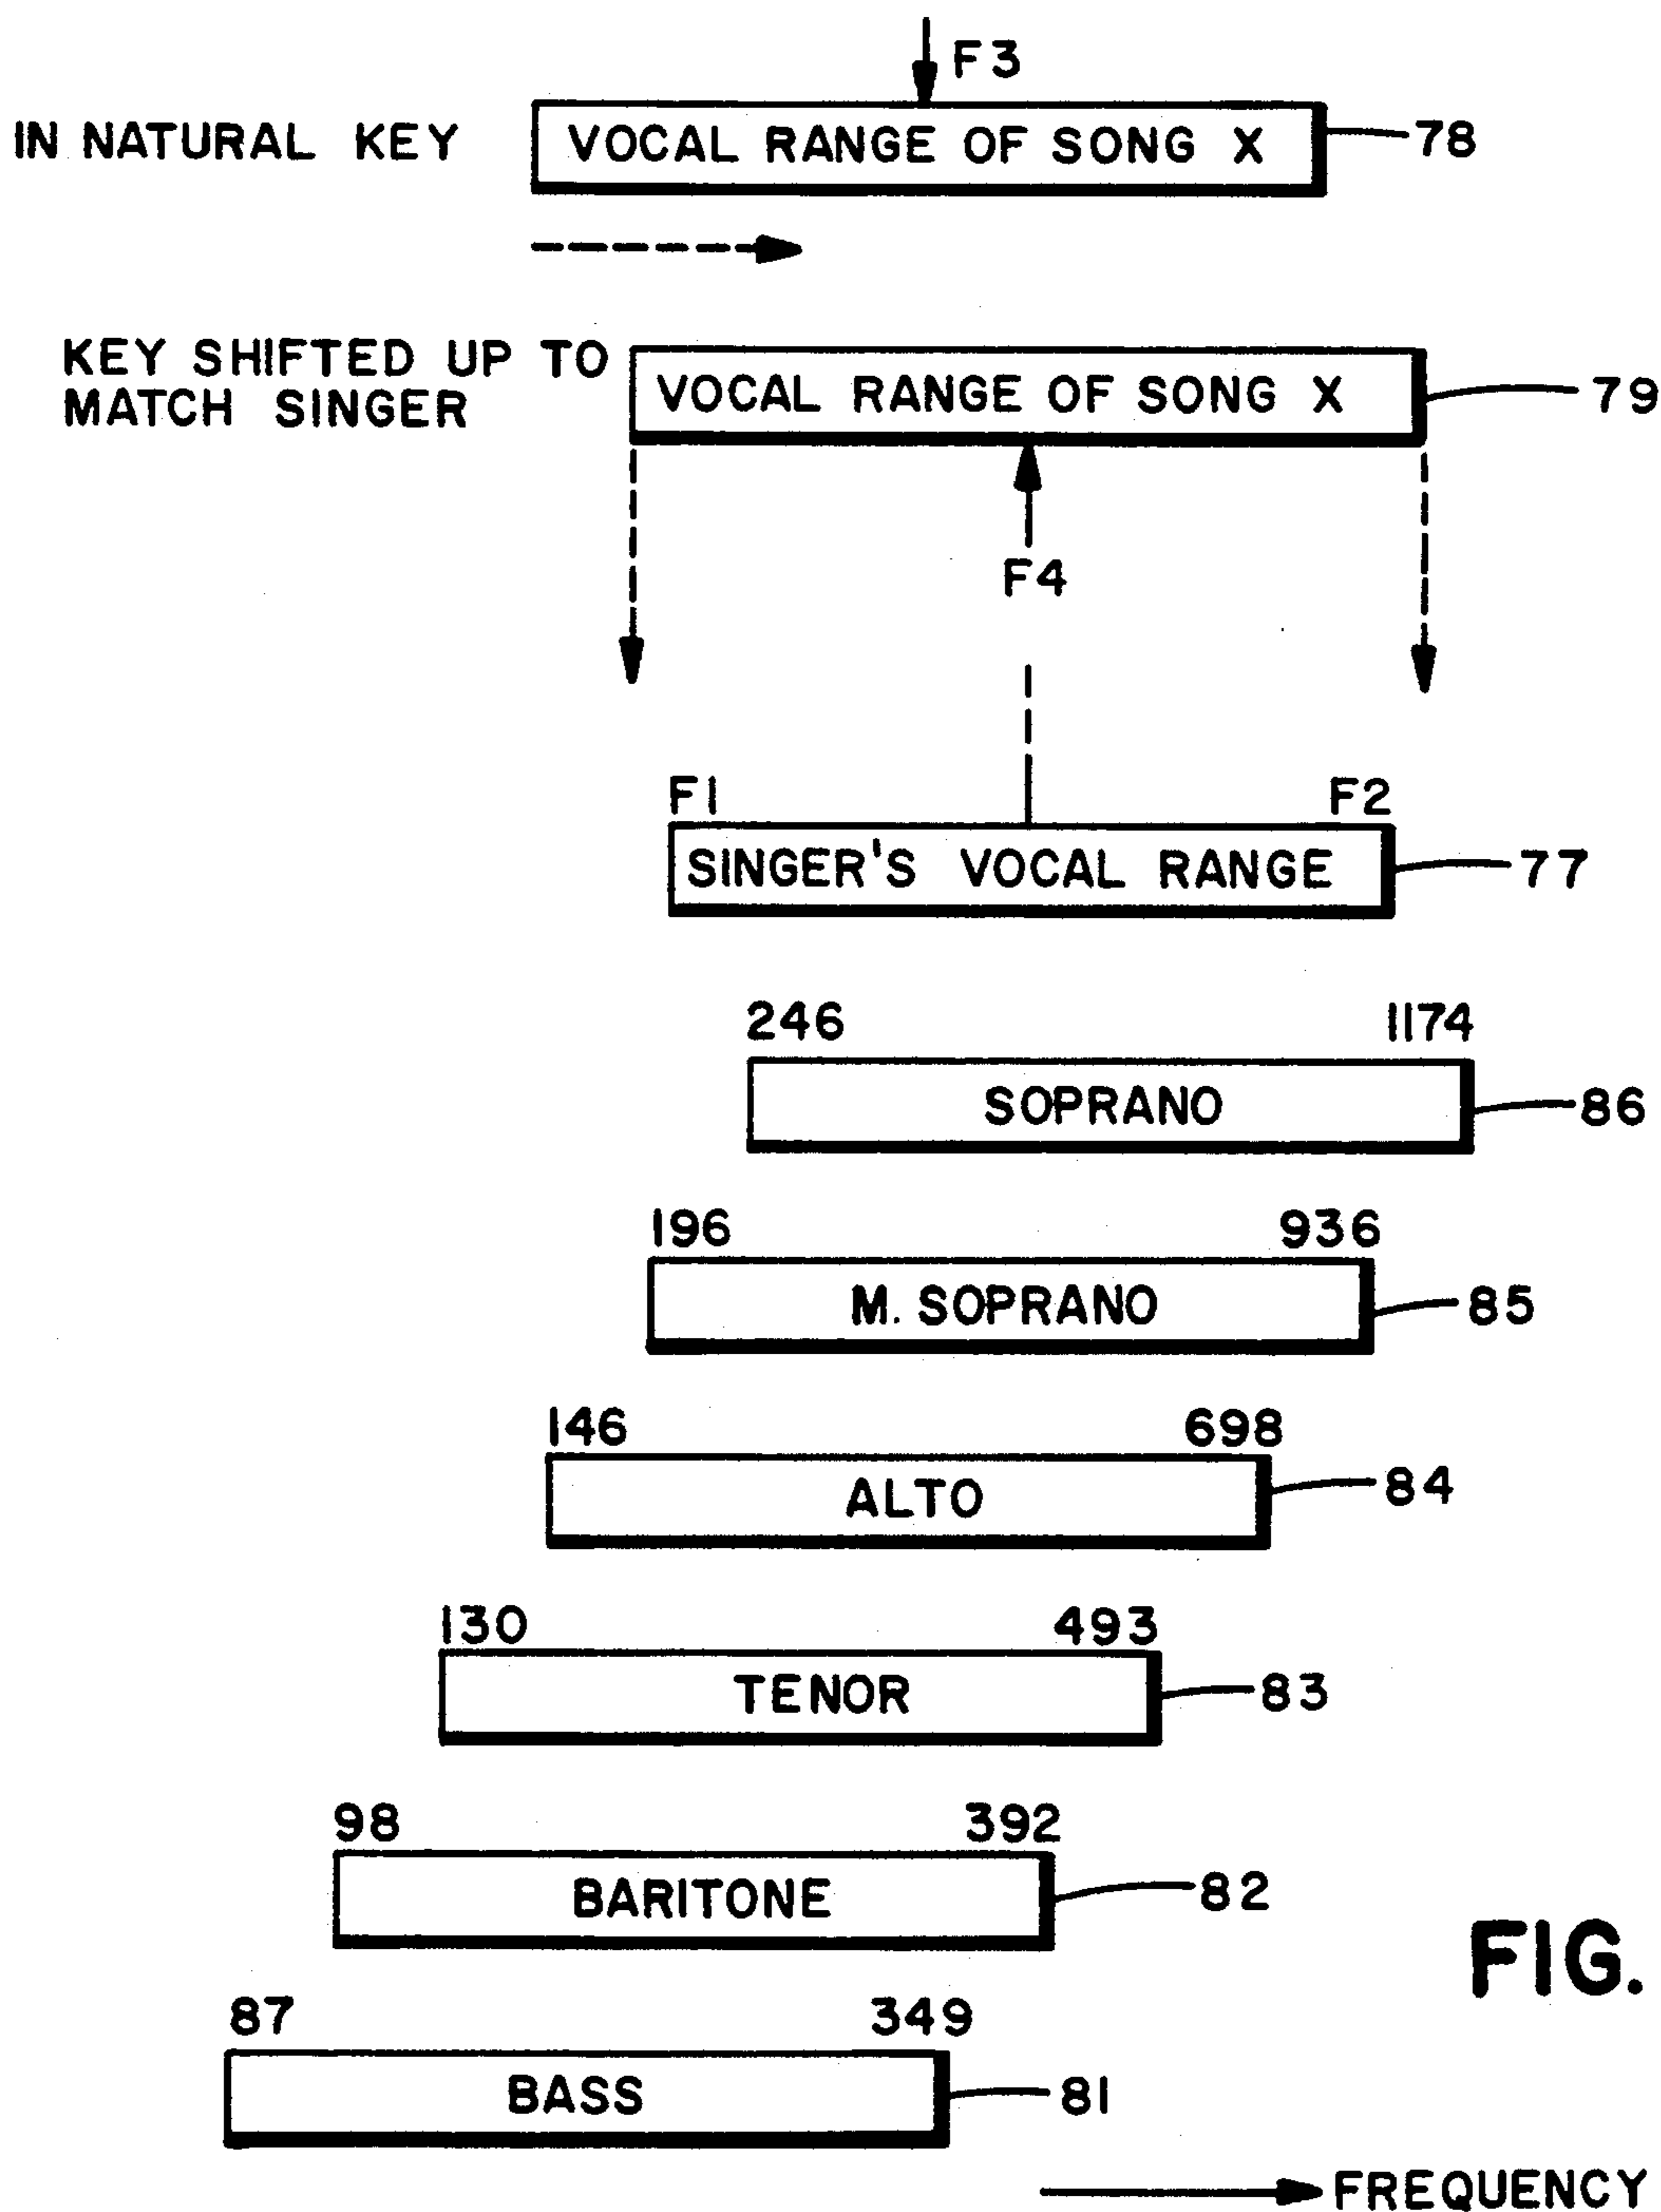 F3
IN NATURAL KEY
VOCAL RANGE OF SONG X
78
KEY SHIFTED UP TO
MATCH SINGER
VOCAL RANGE OF SONG X
79
F4
F1 F2
SINGER'S VOCAL RANGE
77
246 1174
SOPRANO
86
196 936
M. SOPRANO
85
146 698
ALTO
84
130 493
TENOR
83
98 392
BARITONE
82
FIG.
87 349
BASS
81
FREQUENCY